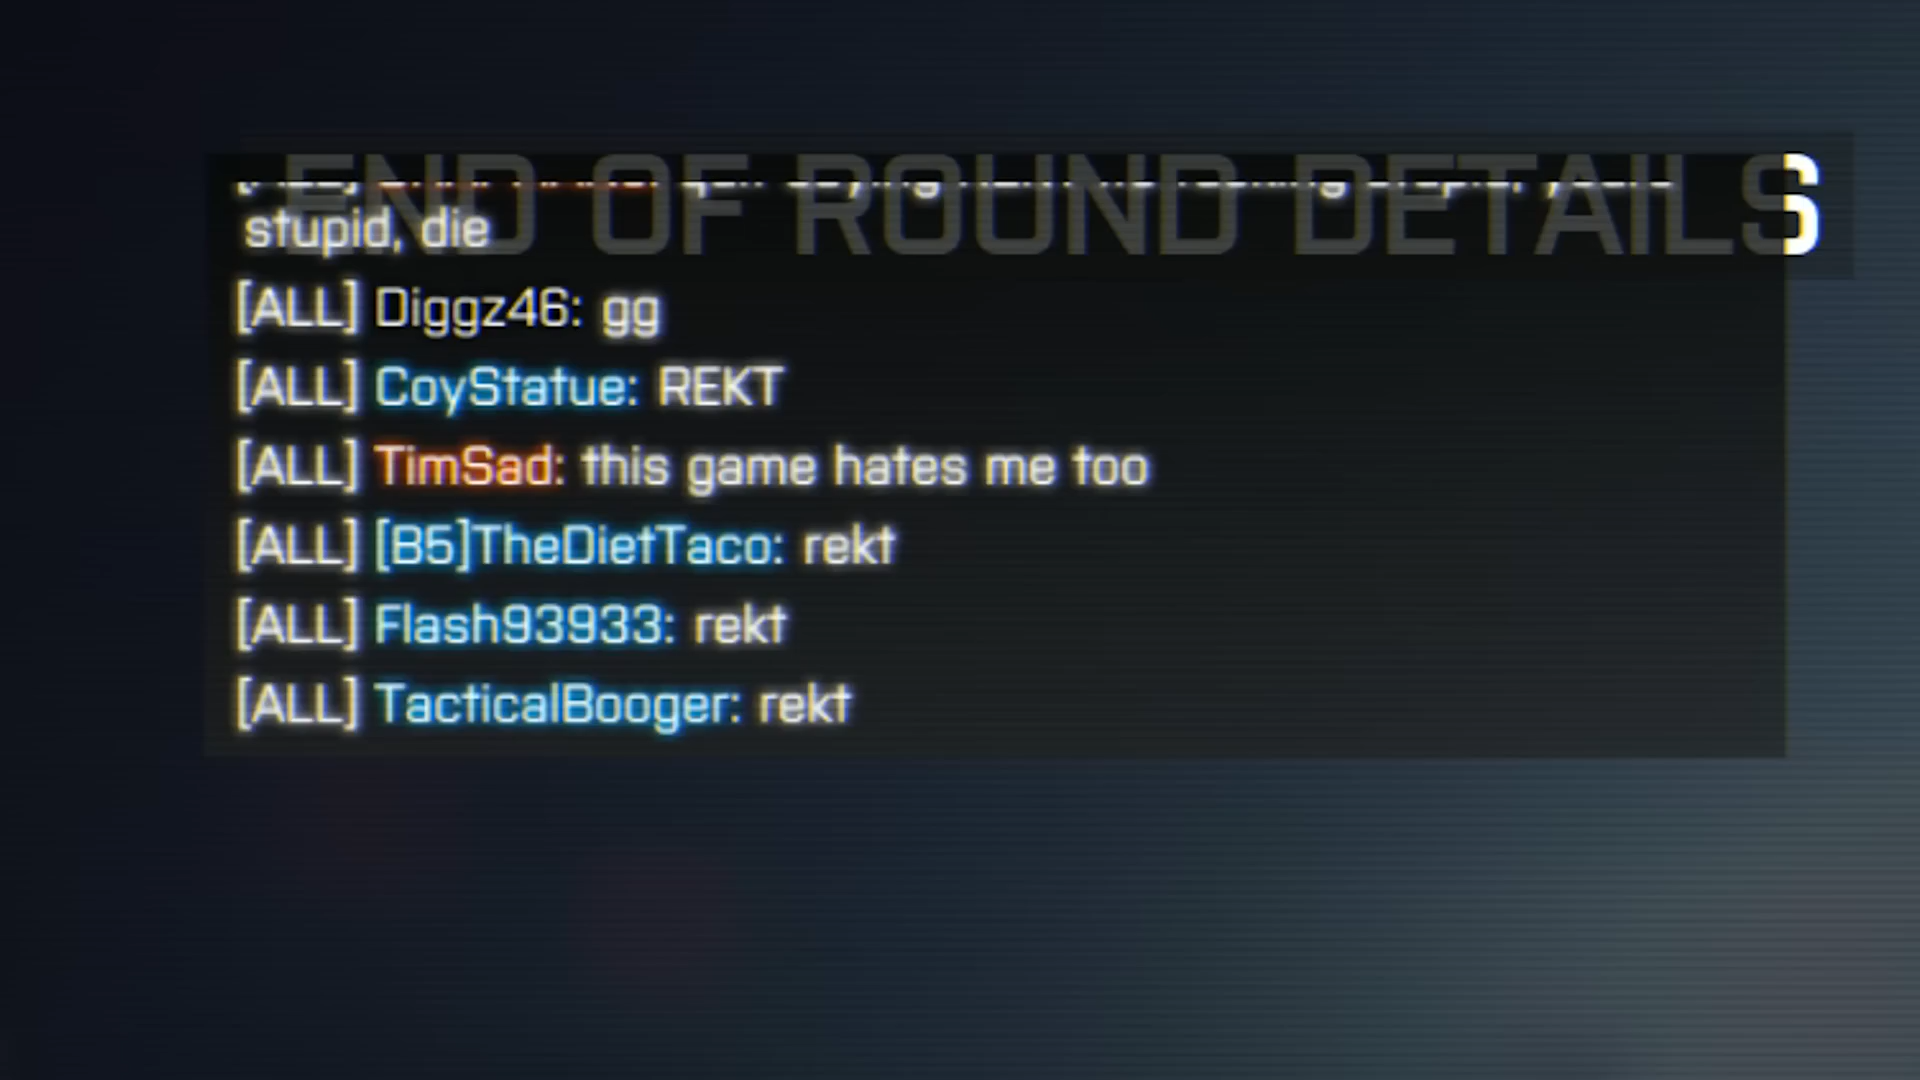 END OF ROUND DETAILS
stupid, die
[ALL] Diggz46: gg
[ALL] CoyStatue: REKT
[ALL] TimSad: this game hates me too
[ALL] [B5]TheDietTaco: rekt
[ALL] Flash93933: rekt
[ALL] TacticalBooger: rekt